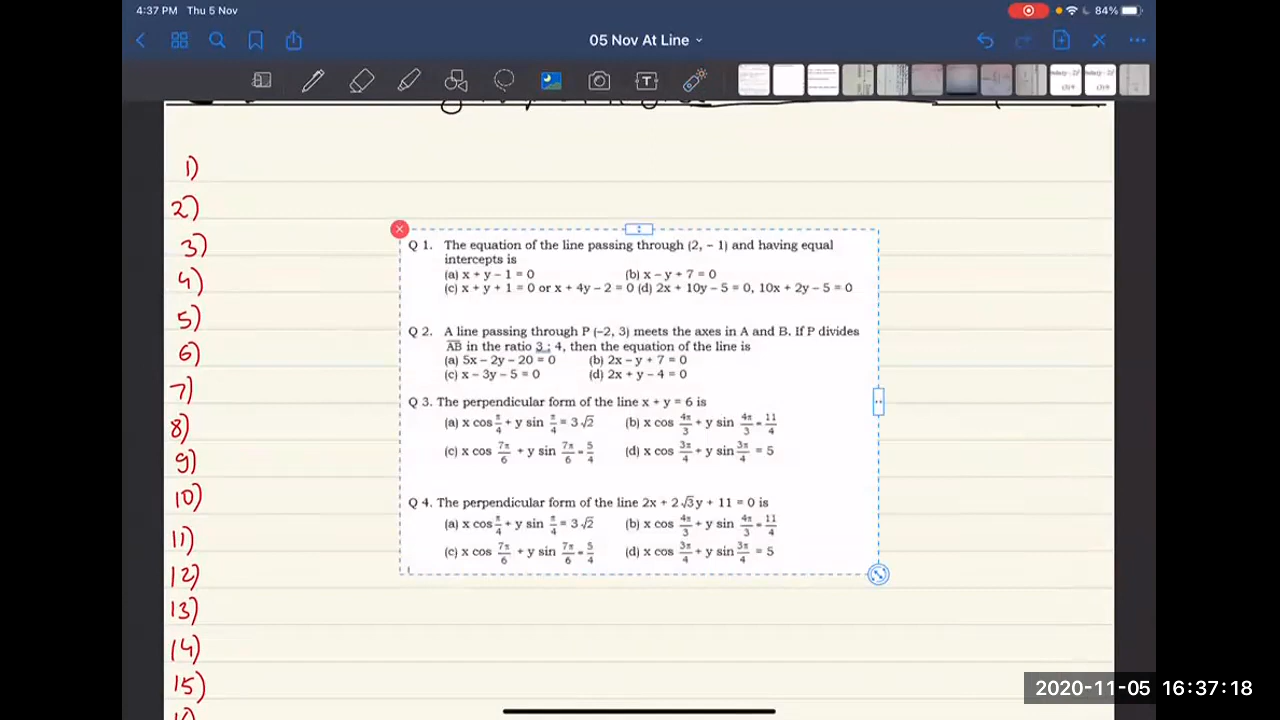 4:37 PM Thu 5 Nov
84%
05 Nov At Line
1)
2)
3)
4)
5)
6)
7)
8)
9)
10)
11)
12)
13)
14)
15)
Q 1. The equation of the line passing through (2, – 1) and having equal
intercepts is
(a) x + y – 1 = 0 (b) x – y + 7 = 0
(c) x + y + 1 = 0 or x + 4y – 2 = 0 (d) 2x + 10y – 5 = 0, 10x + 2y – 5 = 0
Q 2. A line passing through P (–2, 3) meets the axes in A and B. If P divides
AB in the ratio 3 : 4, then the equation of the line is
(a) 5x – 2y – 20 = 0 (b) 2x – y + 7 = 0
(c) x – 3y – 5 = 0 (d) 2x + y – 4 = 0
Q 3. The perpendicular form of the line x + y = 6 is
(a) x cos π/4 + y sin π/4 = 3√2 (b) x cos 4π/3 + y sin 4π/3 = 11/4
(c) x cos 7π/6 + y sin 7π/6 = 5/4 (d) x cos 3π/4 + y sin 3π/4 = 5
Q 4. The perpendicular form of the line 2x + 2√3y + 11 = 0 is
(a) x cos π/4 + y sin π/4 = 3√2 (b) x cos 4π/3 + y sin 4π/3 = 11/4
(c) x cos 7π/6 + y sin 7π/6 = 5/4 (d) x cos 3π/4 + y sin 3π/4 = 5
2020-11-05 16:37:18